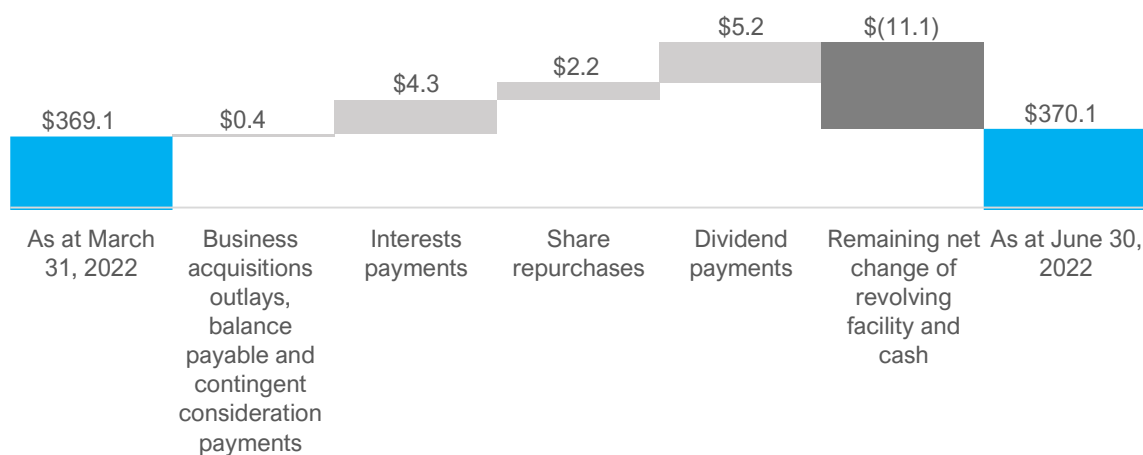 $369.1
$0.4
$4.3
$2.2
$5.2
$(11.1)
$370.1
As at March
31, 2022
Business
acquisitions
outlays,
balance
payable and
contingent
consideration
payments
Interests
payments
Share
repurchases
Dividend
payments
Remaining net
change of
revolving
facility and
cash
As at June 30,
2022